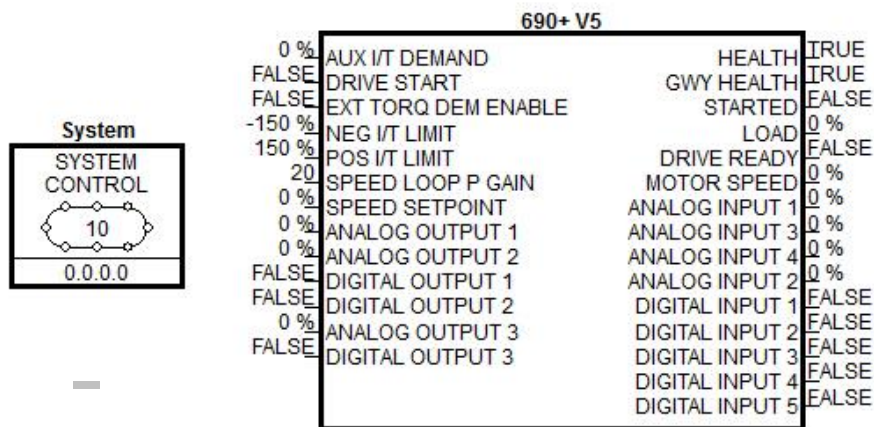 690+ V5
System
SYSTEM
CONTROL
10
0.0.0.0
0 % AUX I/T DEMAND
FALSE DRIVE START
FALSE EXT TORQ DEM ENABLE
-150 % NEG I/T LIMIT
150 % POS I/T LIMIT
20 SPEED LOOP P GAIN
0 % SPEED SETPOINT
0 % ANALOG OUTPUT 1
0 % ANALOG OUTPUT 2
FALSE DIGITAL OUTPUT 1
FALSE DIGITAL OUTPUT 2
0 % ANALOG OUTPUT 3
FALSE DIGITAL OUTPUT 3
HEALTH TRUE
GWY HEALTH TRUE
STARTED FALSE
LOAD 0 %
DRIVE READY FALSE
MOTOR SPEED 0 %
ANALOG INPUT 1 0 %
ANALOG INPUT 3 0 %
ANALOG INPUT 4 0 %
ANALOG INPUT 2 0 %
DIGITAL INPUT 1 FALSE
DIGITAL INPUT 2 FALSE
DIGITAL INPUT 3 FALSE
DIGITAL INPUT 4 FALSE
DIGITAL INPUT 5 FALSE